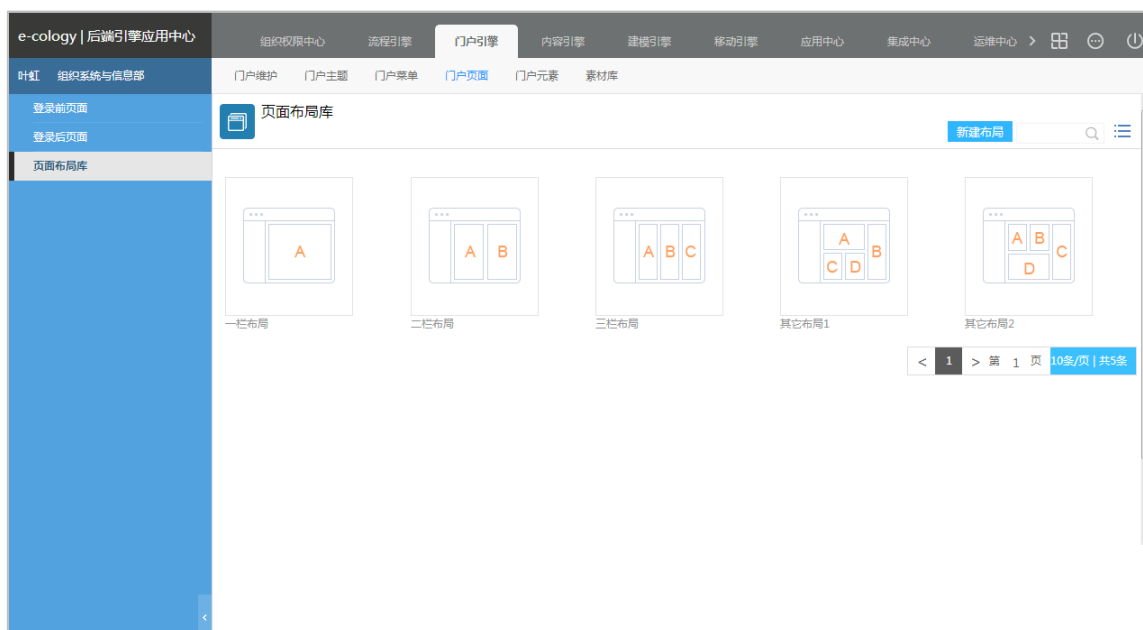 e-cology | 后端引擎应用中心 组织权限中心 流程引擎 门户引擎 内容引擎 建模引擎 移动引擎 应用中心 集成中心 运维中心 >
叶虹 组织系统与信息部 门户维护 门户主题 门户菜单 门户页面 门户元素 素材库
登录前页面
登录后页面
页面布局库
页面布局库
新建布局
A
A B
A B C
A
B
C D
A B
C
D
一栏布局 二栏布局 三栏布局 其它布局1 其它布局2
< 1 > 第 1 页 10条/页 | 共5条